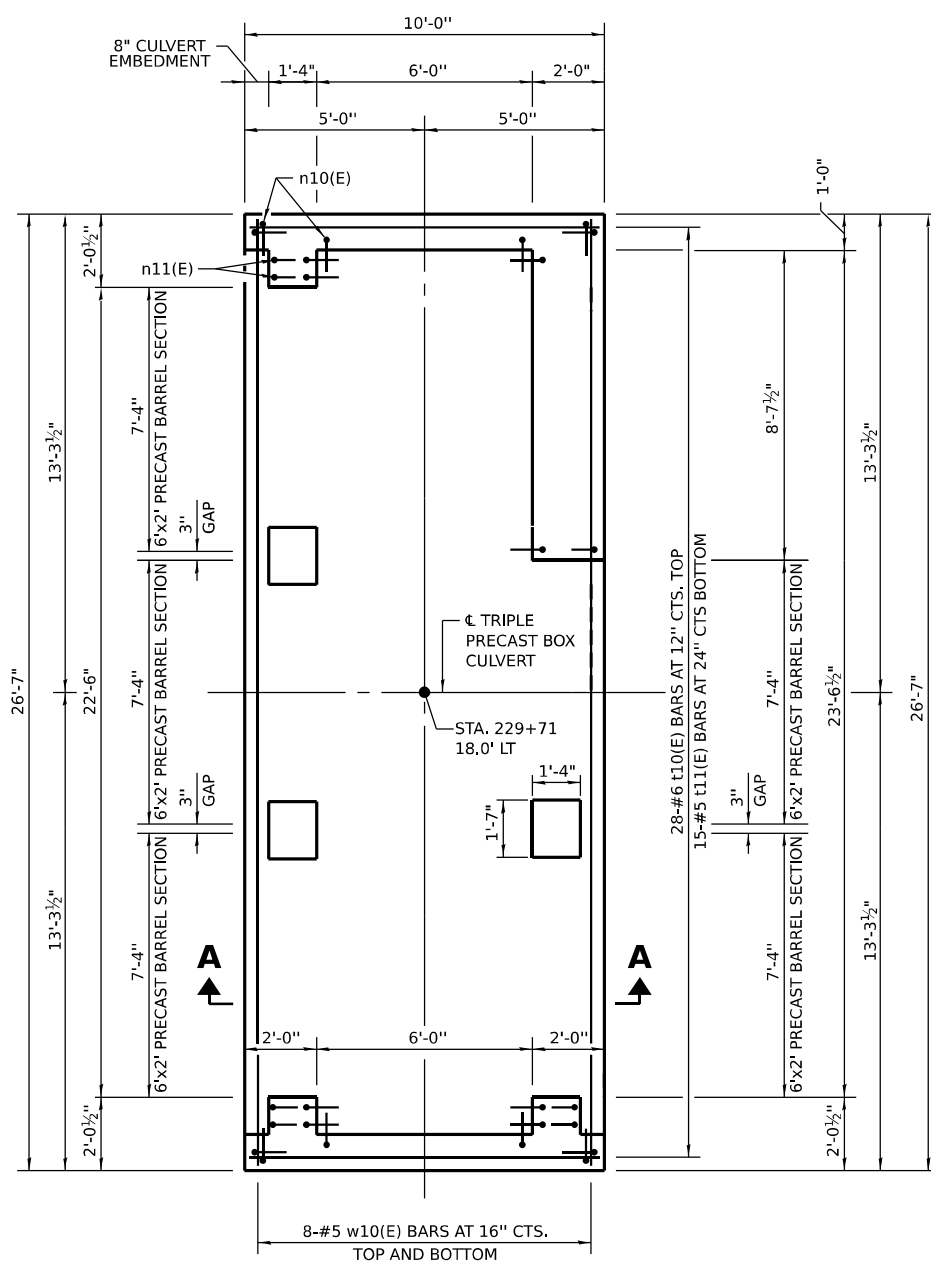 10'-0''
8" CULVERT
EMBEDMENT
1'-4"
6'-0''
2'-0"
5'-0''
5'-0''
n10(E)
n11(E)
1'-0"
2'-0½"
7'-4"
6'x2' PRECAST BARREL SECTION
13'-3½"
3"
GAP
8'-7½"
13'-3½"
28-#6 t10(E) BARS AT 12" CTS. TOP
15-#5 t11(E) BARS AT 24" CTS BOTTOM
℄ TRIPLE
PRECAST BOX
CULVERT
STA. 229+71
18.0' LT
26'-7"
22'-6"
7'-4"
6'x2' PRECAST BARREL SECTION
7'-4"
6'x2' PRECAST BARREL SECTION
23'-6½"
26'-7"
3"
GAP
1'-4"
1'-7"
3"
GAP
13'-3½"
7'-4"
6'x2' PRECAST BARREL SECTION
A
A
7'-4"
6'x2' PRECAST BARREL SECTION
13'-3½"
2'-0''
6'-0''
2'-0''
2'-0½"
2'-0½"
8-#5 w10(E) BARS AT 16" CTS.
TOP AND BOTTOM